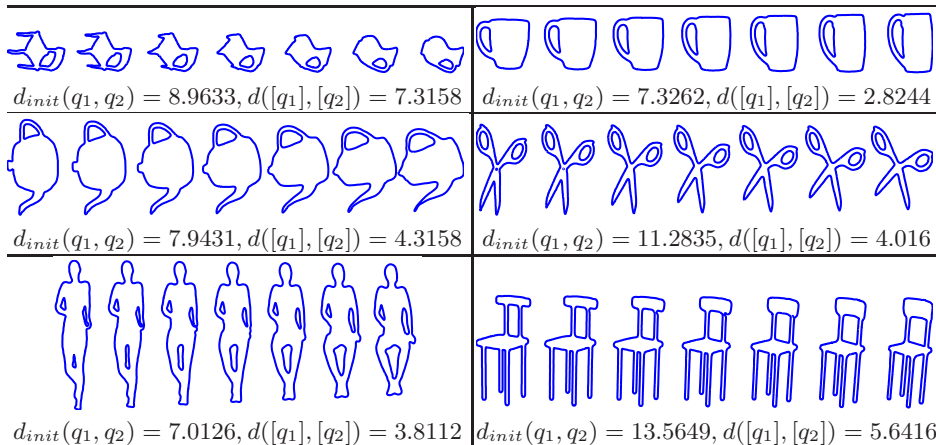 d_{init}(q_1, q_2) = 8.9633, d([q_1], [q_2]) = 7.3158
d_{init}(q_1, q_2) = 7.3262, d([q_1], [q_2]) = 2.8244
d_{init}(q_1, q_2) = 7.9431, d([q_1], [q_2]) = 4.3158
d_{init}(q_1, q_2) = 11.2835, d([q_1], [q_2]) = 4.016
d_{init}(q_1, q_2) = 7.0126, d([q_1], [q_2]) = 3.8112
d_{init}(q_1, q_2) = 13.5649, d([q_1], [q_2]) = 5.6416